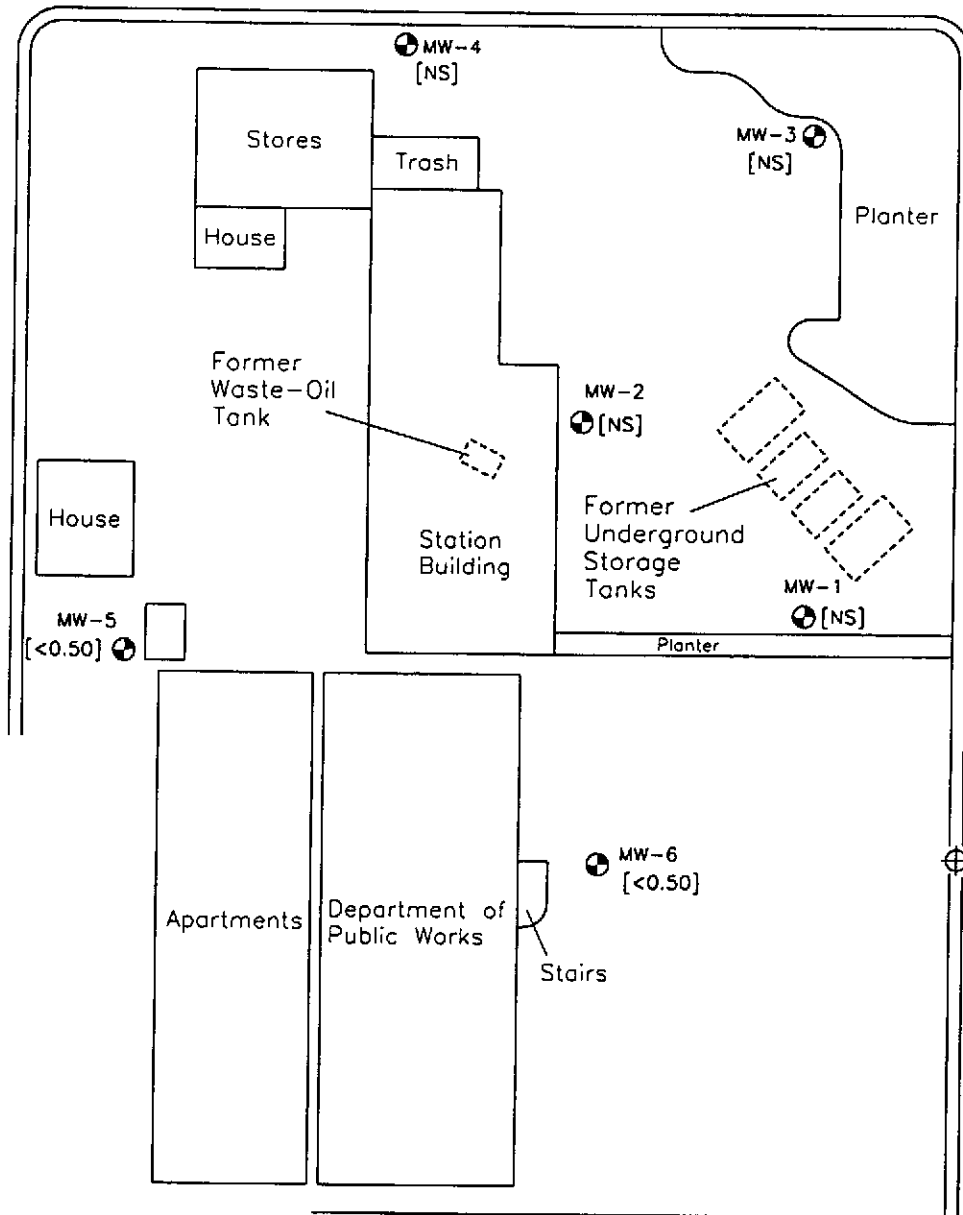 MW-4
[NS]
Stores
Trash
MW-3
[NS]
Planter
House
Former
Waste-Oil
Tank
MW-2
[NS]
House
Station
Building
Former
Underground
Storage
Tanks
MW-1
[NS]
MW-5
[<0.50]
Planter
MW-6
[<0.50]
Apartments
Department of
Public Works
Stairs